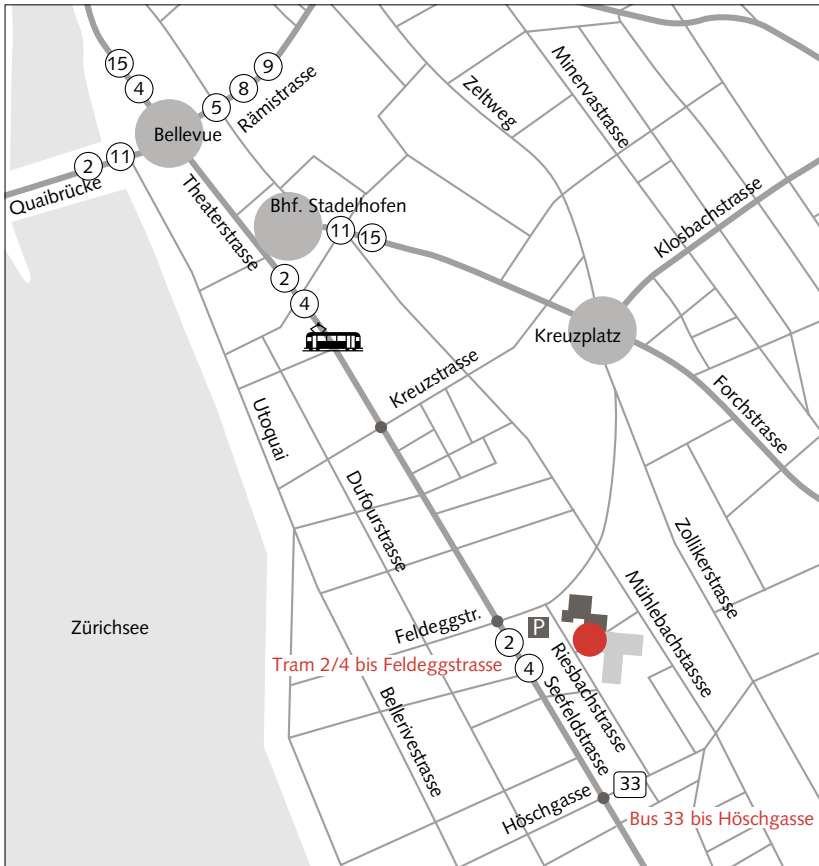 15
4
9
8
5
Rämistrasse
Bellevue
2
11
Quaibrücke
Theaterstrasse
Zeltweg
Minervastrasse
Klosbachstrasse
Bhf. Stadelhofen
11
15
2
4
Kreuzplatz
Kreuzstrasse
Forchstrasse
Utoquai
Dufourstrasse
Zollikerstrasse
Mühlebachstassse
Zürichsee
Feldeggstr.
P
2
4
Tram 2/4 bis Feldeggstrasse
Riesbachstrasse
Seefeldstrasse
Bellerivestrasse
33
Höschgasse
Bus 33 bis Höschgasse